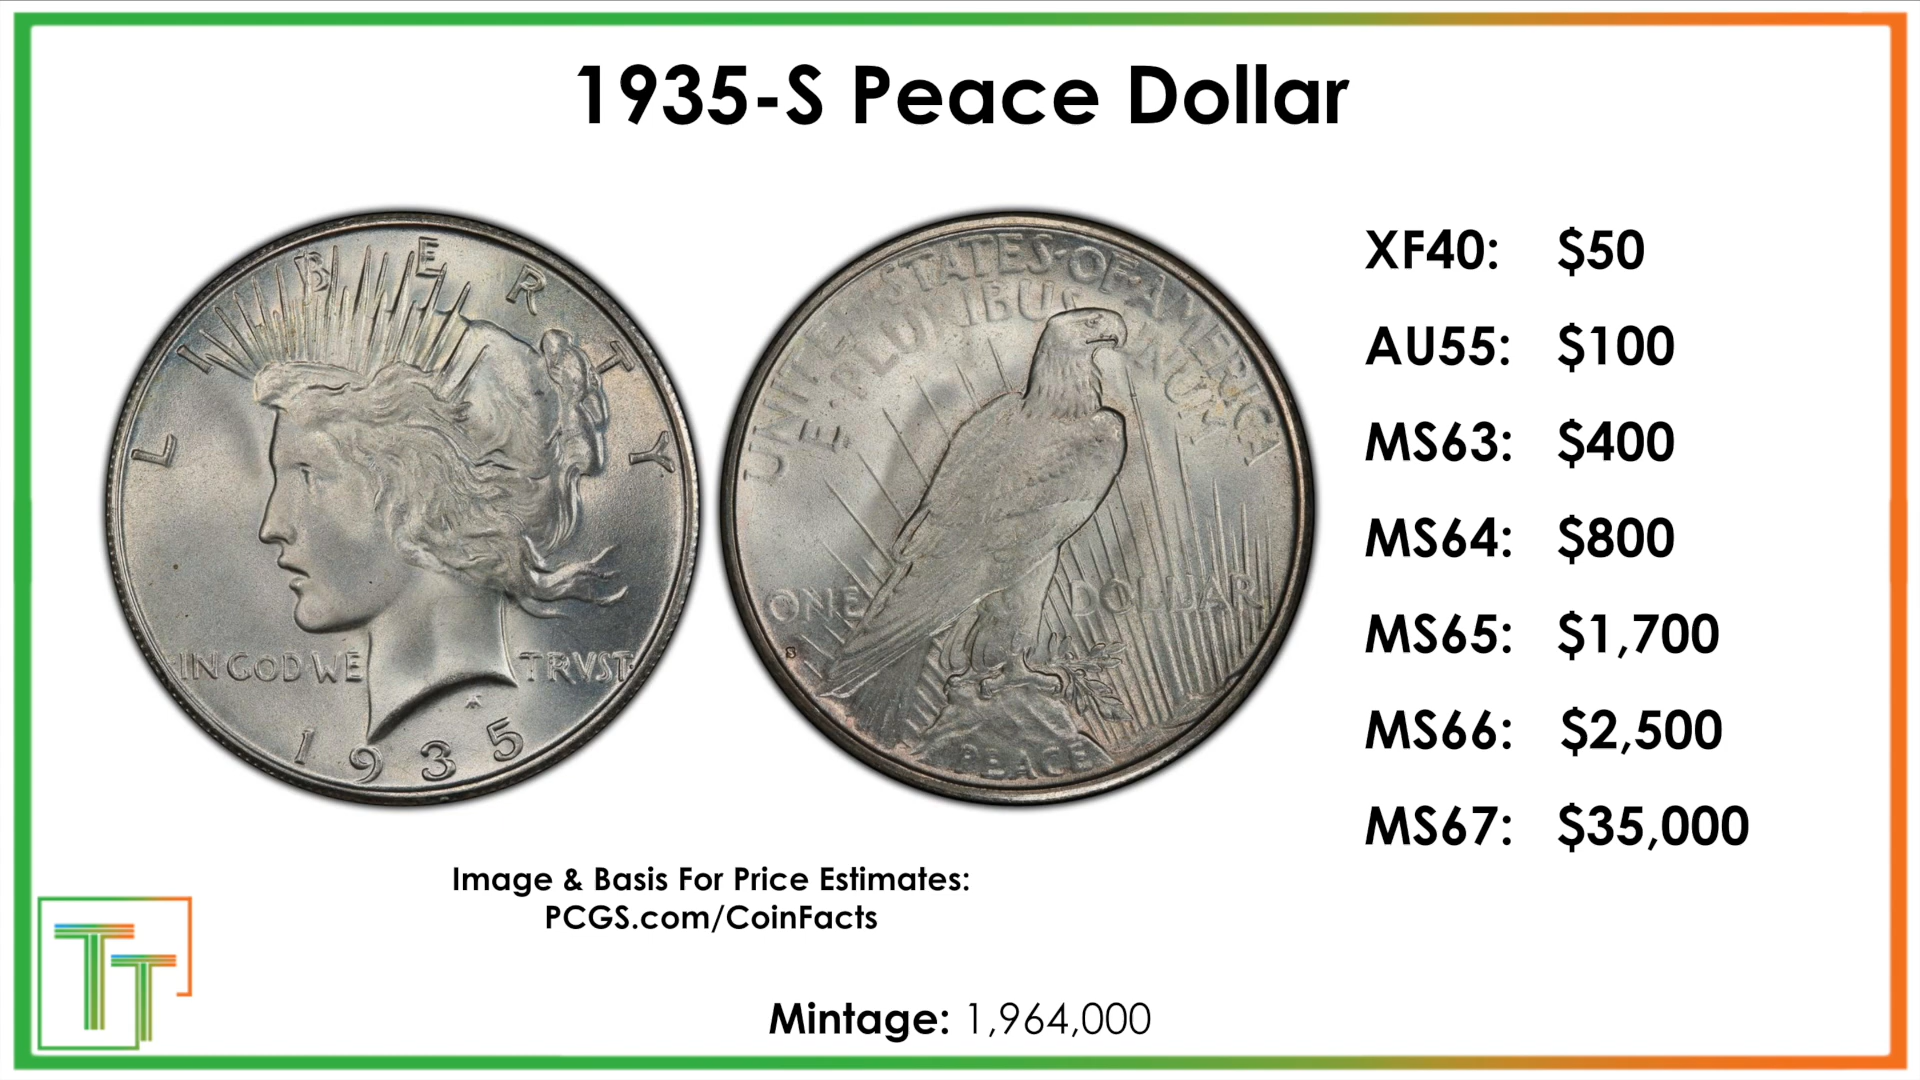 1935-S Peace Dollar
LIBERTY
IN GOD WE TRVST
1935
UNITED STATES·OF·AMERICA
E·PLURIBUS UNUM
ONE DOLLAR
S
PEACE
XF40: $50
AU55: $100
MS63: $400
MS64: $800
MS65: $1,700
MS66: $2,500
MS67: $35,000
Image & Basis For Price Estimates:
PCGS.com/CoinFacts
TT
Mintage: 1,964,000